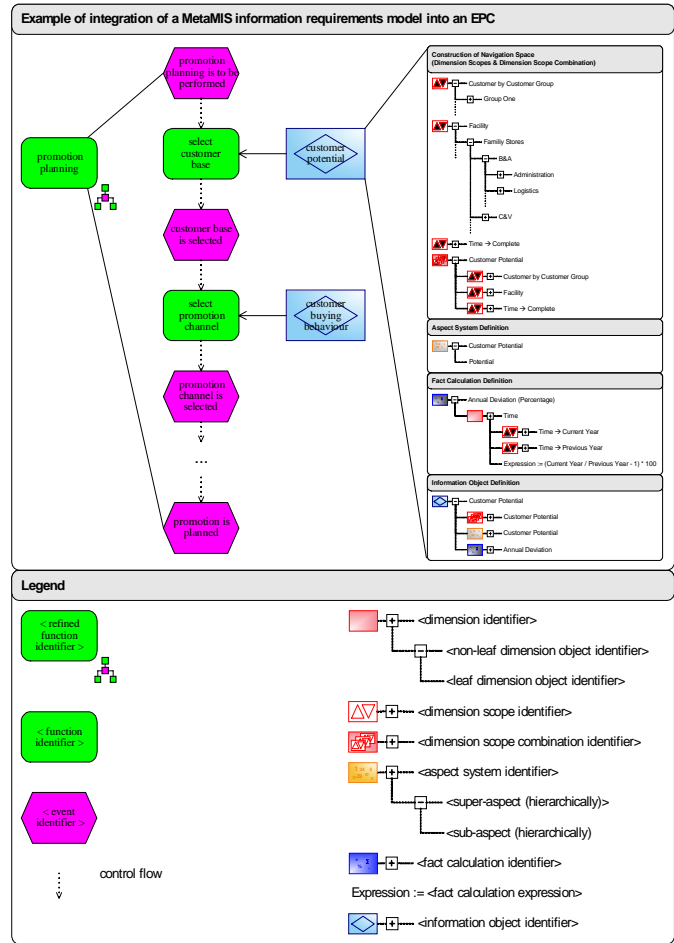 Example of integration of a MetaMIS information requirements model into an EPC
promotion
planning is to be
performed
promotion
planning
select
customer
base
customer
potential
customer base
is selected
select
promotion
channel
customer
buying
behaviour
promotion
channel is
selected
...
promotion is
planned
Construction of Navigation Space
(Dimension Scopes & Dimension Scope Combination)
Customer by Customer Group
Group One
Facility
Familiy Stores
B&A
Administration
Logistics
C&V
Time → Complete
Customer Potential
Customer by Customer Group
Facility
Time → Complete
Aspect System Definition
Customer Potential
Potential
Fact Calculation Definition
Annual Deviation (Percentage)
Time
Time → Current Year
Time → Previous Year
Expression := (Current Year / Previous Year - 1) * 100
Information Object Definition
Customer Potential
Customer Potential
Customer Potential
Annual Deviation
Legend
< refined
function
identifier >
< function
identifier >
< event
identifier >
control flow
<dimension identifier>
<non-leaf dimension object identifier>
<leaf dimension object identifier>
<dimension scope identifier>
<dimension scope combination identifier>
<aspect system identifier>
<super-aspect (hierarchically)>
<sub-aspect (hierarchically)
<fact calculation identifier>
Expression := <fact calculation expression>
<information object identifier>